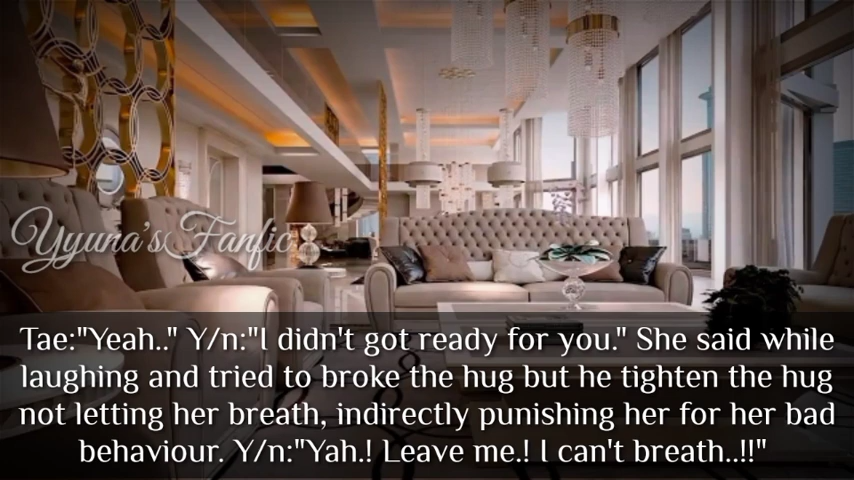 Yyuna's Fanfic
Tae:"Yeah.." Y/n:"I didn't got ready for you." She said while
laughing and tried to broke the hug but he tighten the hug
not letting her breath, indirectly punishing her for her bad
behaviour. Y/n:"Yah.! Leave me.! I can't breath..!!"